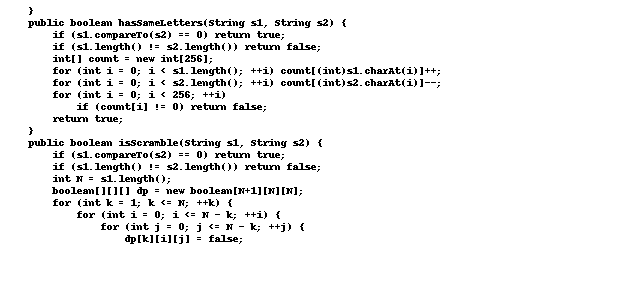 }
    public boolean hasSameLetters(String s1, String s2) {
        if (s1.compareTo(s2) == 0) return true;
        if (s1.length() != s2.length()) return false;
        int[] count = new int[256];
        for (int i = 0; i < s1.length(); ++i) count[(int)s1.charAt(i)]++;
        for (int i = 0; i < s2.length(); ++i) count[(int)s2.charAt(i)]--;
        for (int i = 0; i < 256; ++i)
            if (count[i] != 0) return false;
        return true;
    }
    public boolean isScramble(String s1, String s2) {
        if (s1.compareTo(s2) == 0) return true;
        if (s1.length() != s2.length()) return false;
        int N = s1.length();
        boolean[][][] dp = new boolean[N+1][N][N];
        for (int k = 1; k <= N; ++k) {
            for (int i = 0; i <= N - k; ++i) {
                for (int j = 0; j <= N - k; ++j) {
                    dp[k][i][j] = false;